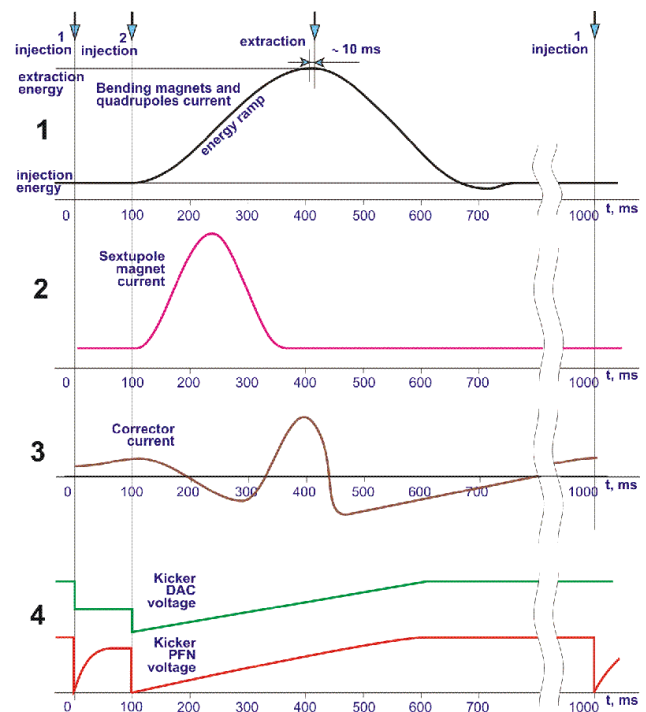 1
injection
2
injection
extraction
~ 10 ms
1
injection
extraction
energy
Bending magnets and
quadrupoles current
energy ramp
1
injection
energy
0 100 200 300 400 500 600 700 1000 t, ms
Sextupole
magnet
current
2
0 100 200 300 400 500 600 700 1000 t, ms
Corrector
current
3
0 100 200 300 400 500 600 700 1000 t, ms
Kicker
DAC
voltage
4
Kicker
PFN
voltage
0 100 200 300 400 500 600 700 1000 t, ms